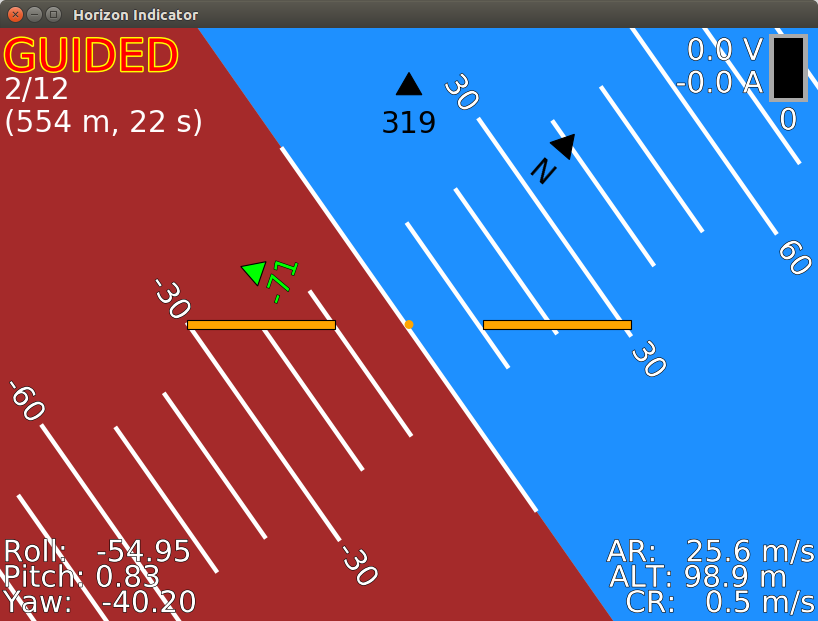 Horizon Indicator
GUIDED
2/12
(554 m, 22 s)
0.0 V
-0.0 A
0
319
30
N
60
-71
-30
30
-60
-30
Roll: -54.95
Pitch: 0.83
Yaw: -40.20
AR: 25.6 m/s
ALT: 98.9 m
CR: 0.5 m/s